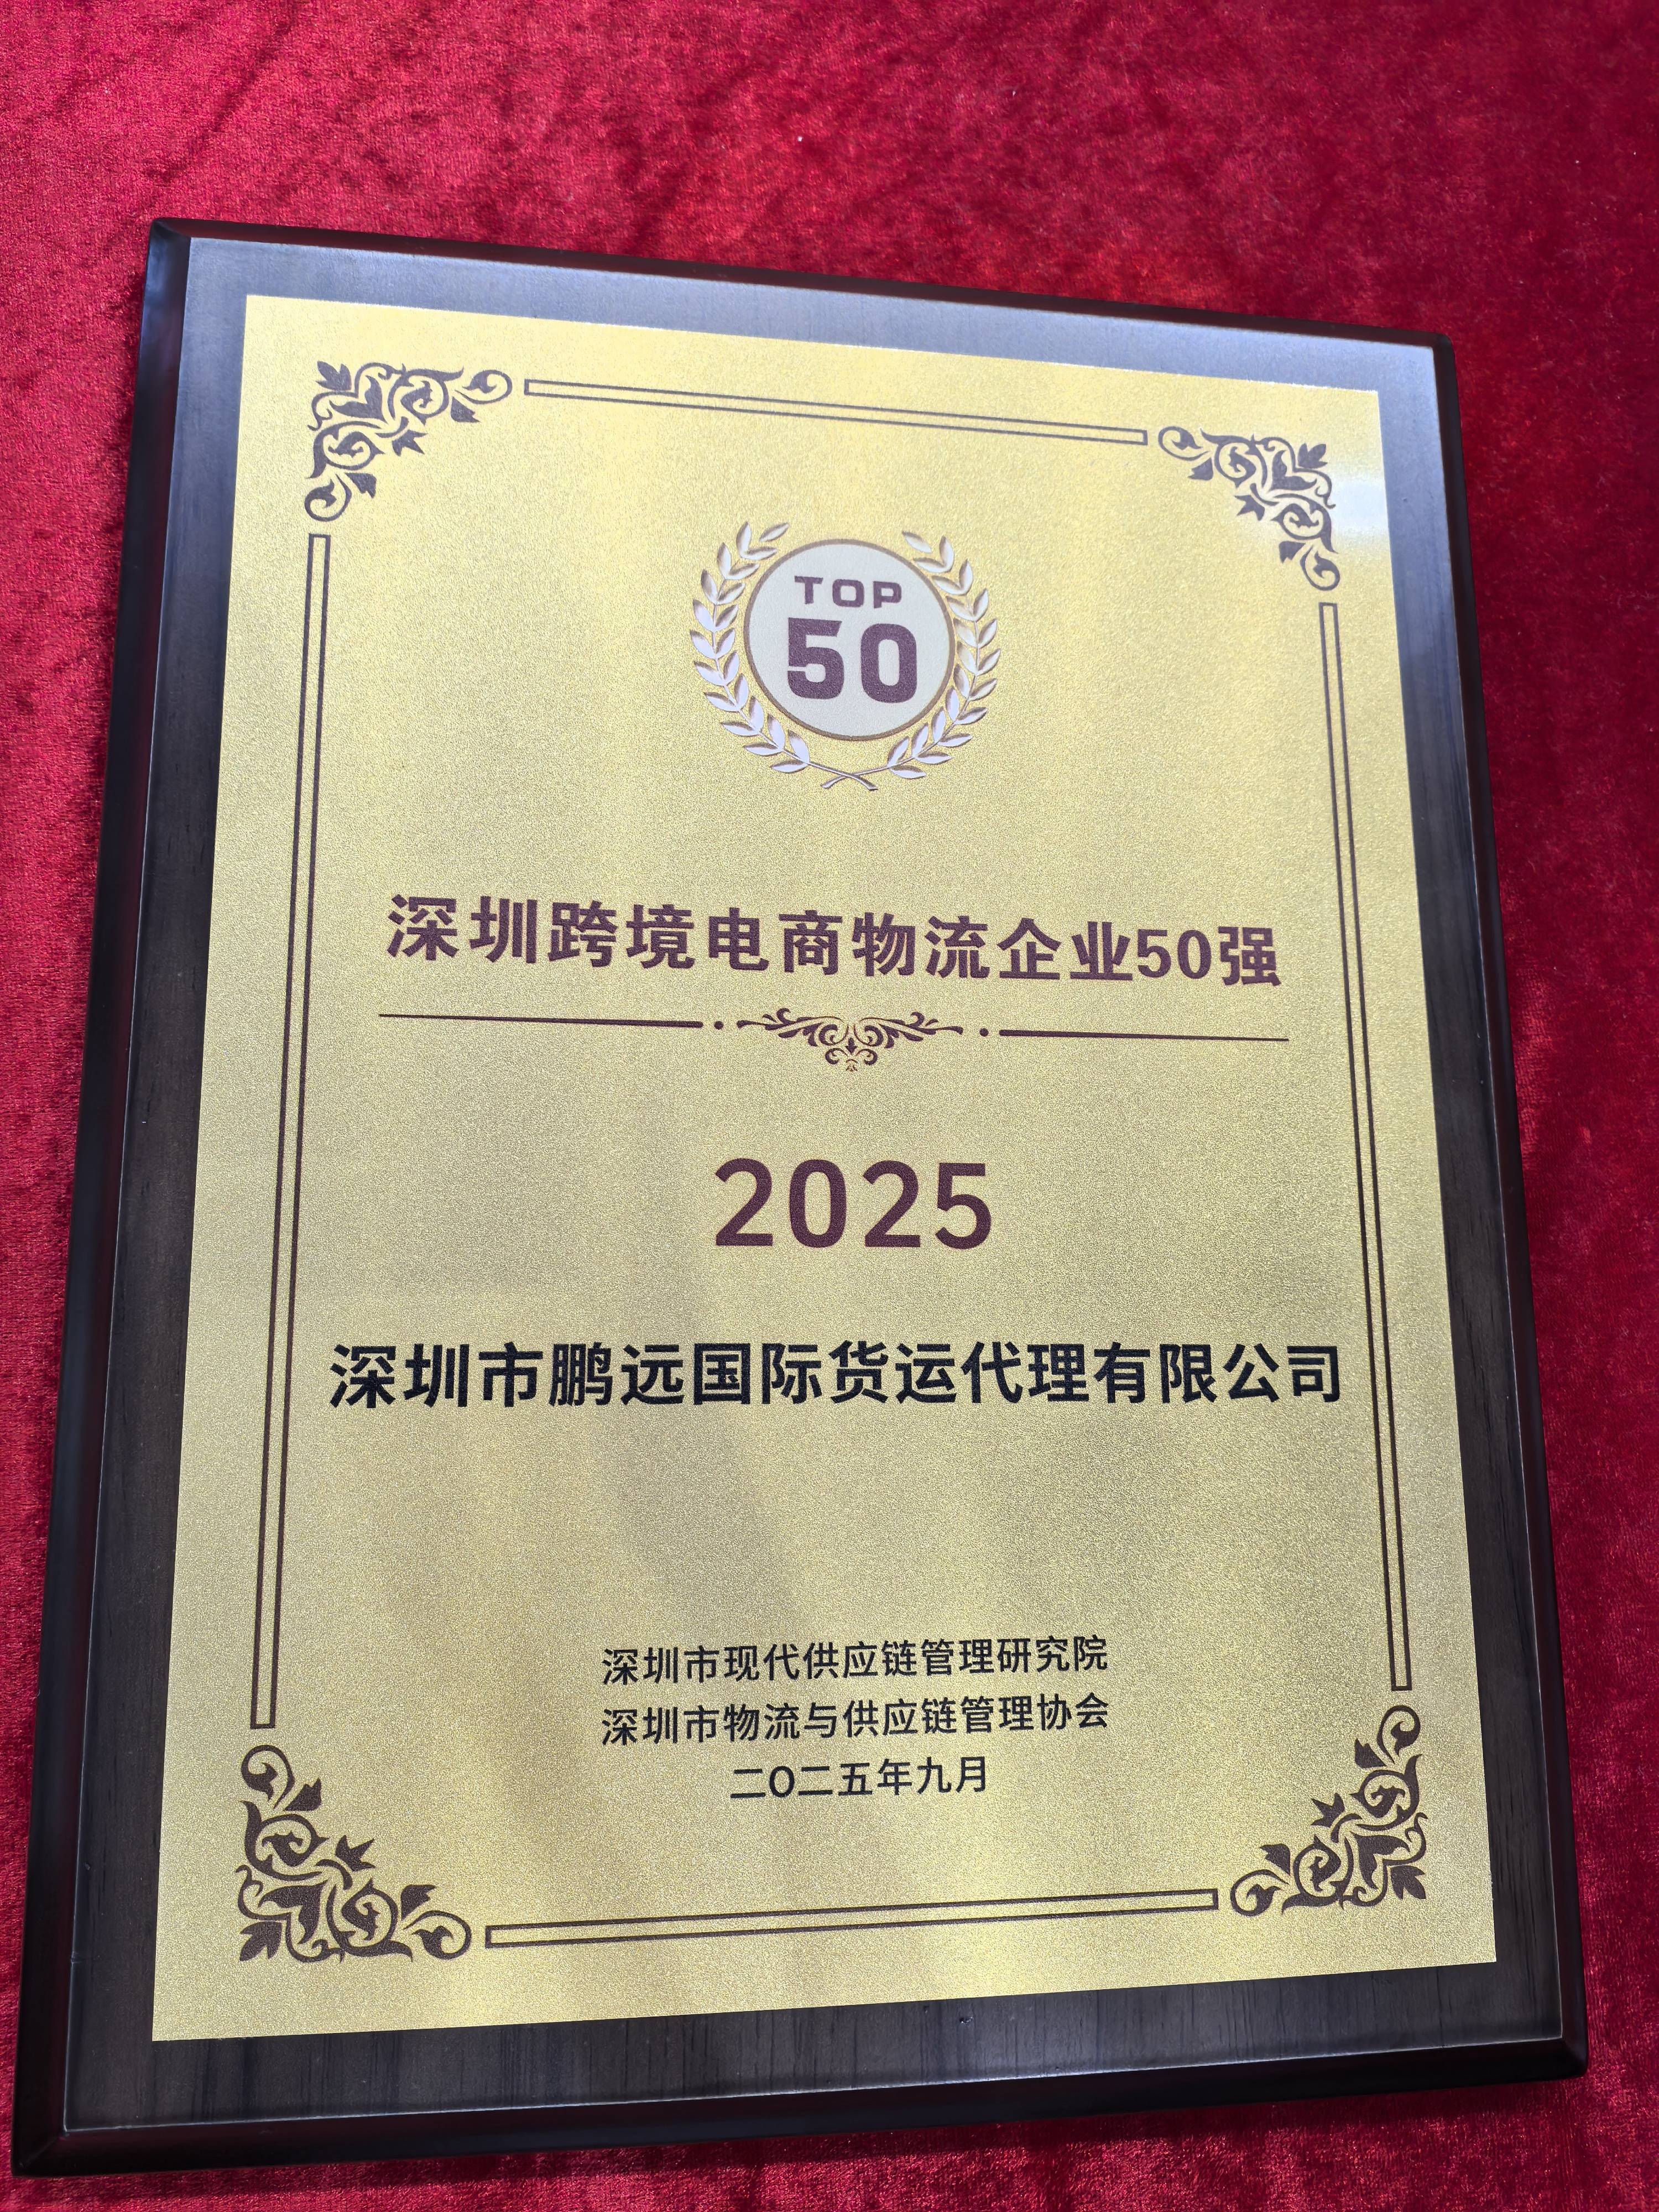 TOP
50
深圳跨境电商物流企业50强
2025
深圳市鹏远国际货运代理有限公司
深圳市现代供应链管理研究院
深圳市物流与供应链管理协会
二〇二五年九月